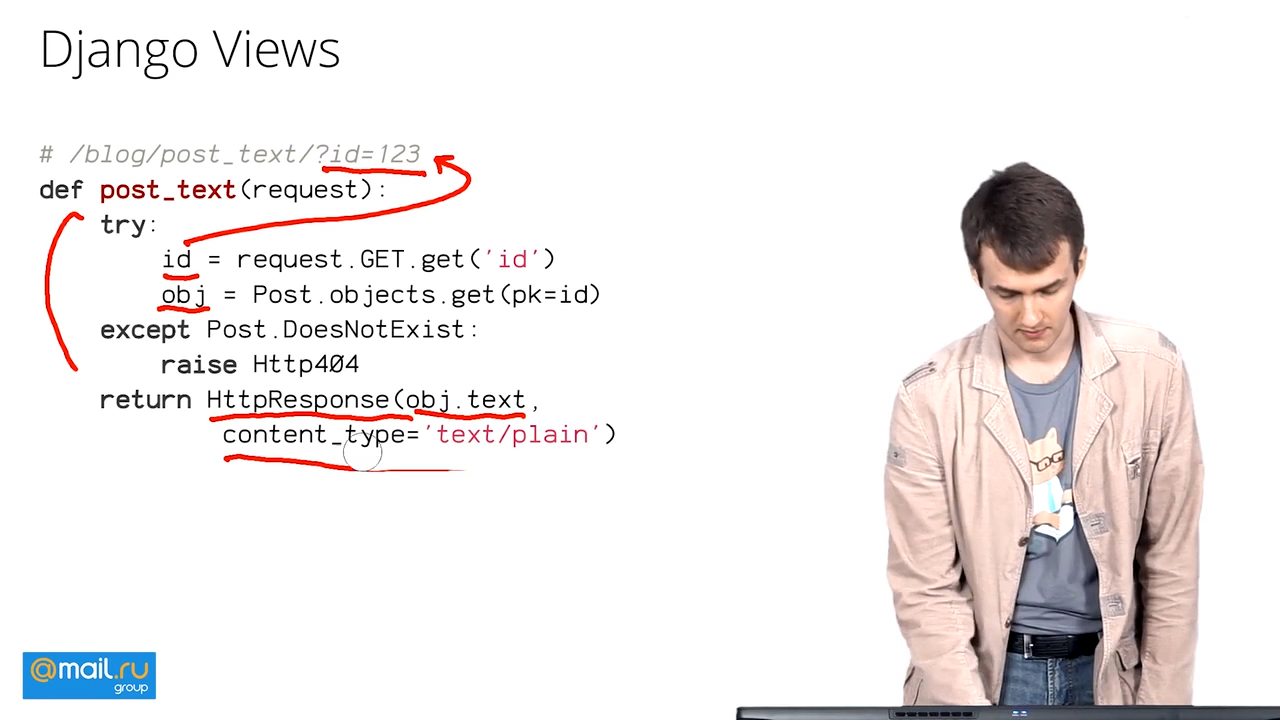 Django Views
# /blog/post_text/?id=123
def post_text(request):
try:
id = request.GET.get('id')
obj = Post.objects.get(pk=id)
except Post.DoesNotExist:
raise Http404
return HttpResponse(obj.text,
content_type='text/plain')
@mail.ru
group